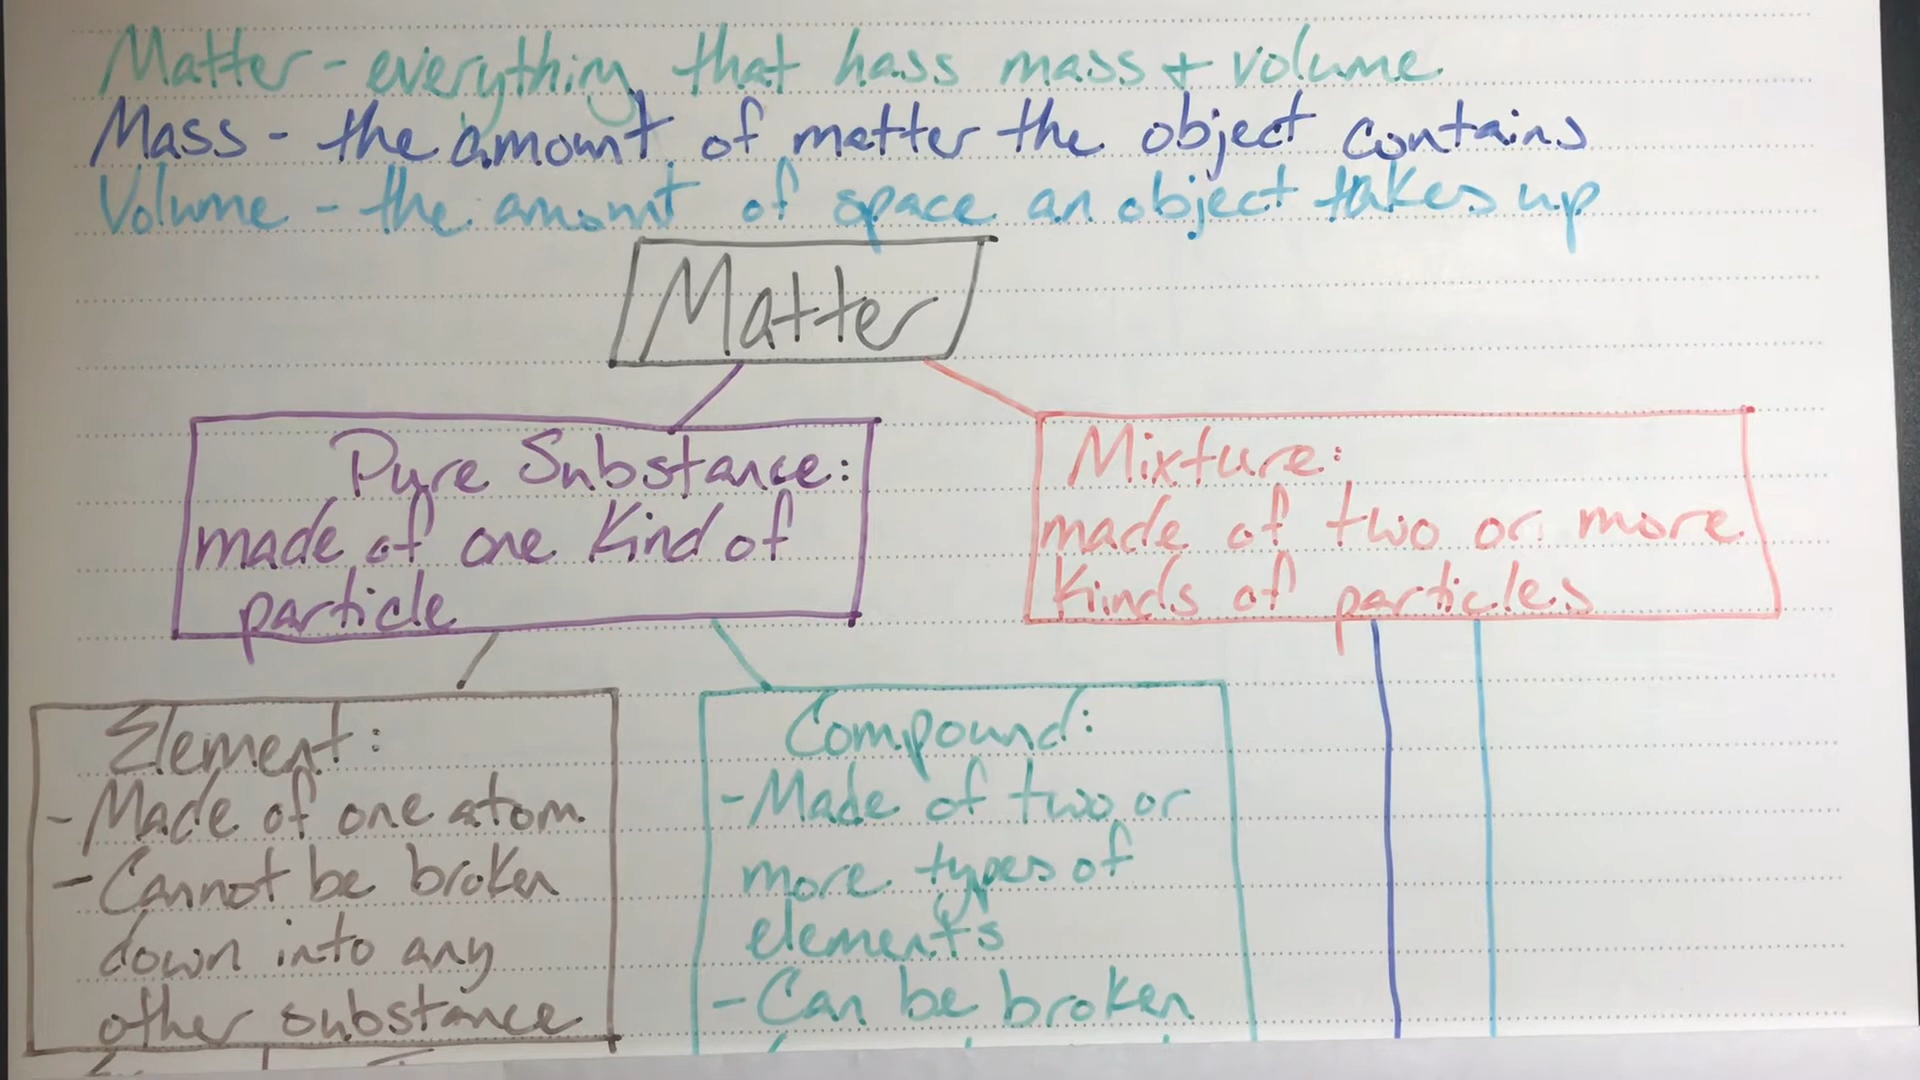 Matter - everything that hass mass + volume
Mass - the amount of matter the object contains
Volume - the amount of space an object takes up
Matter
Pure Substance:
made of one kind of
particle
Mixture:
made of two or more
kinds of particles
Element:
- Made of one atom
- Cannot be broken
down into any
other substance
Compound:
- Made of two or
more types of
elements
- Can be broken